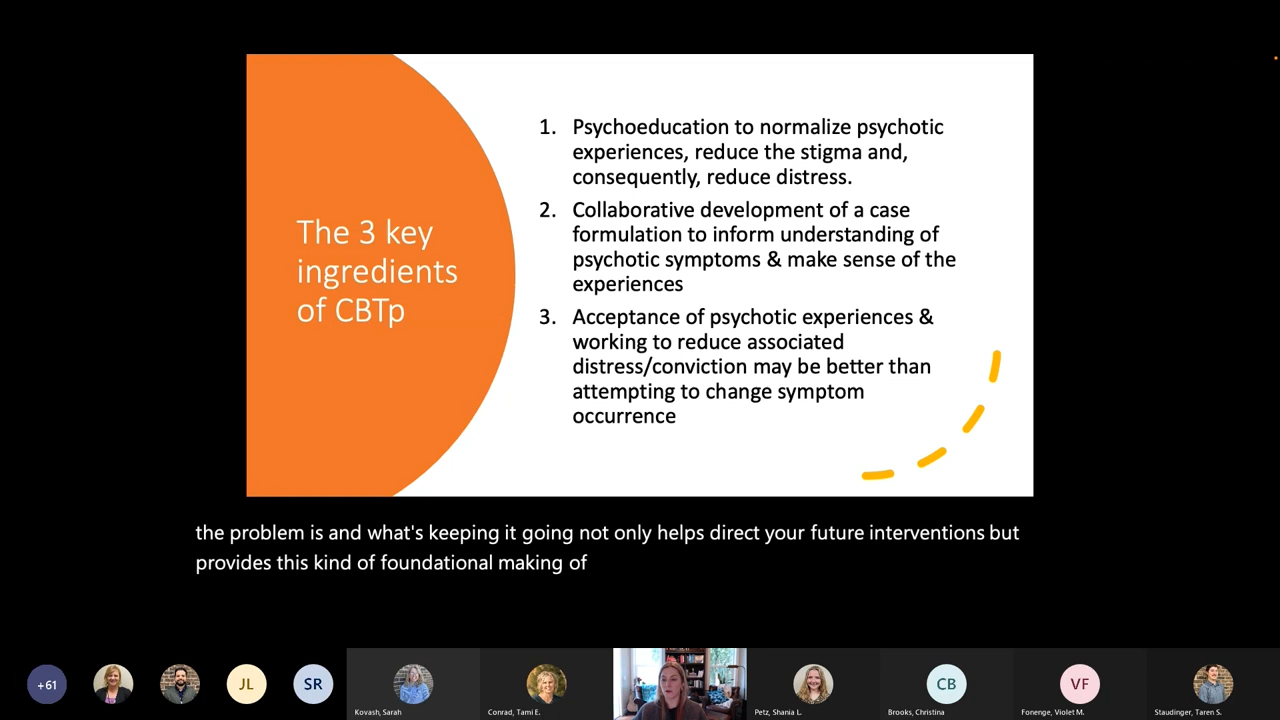 The 3 key
ingredients
of CBTp
1. Psychoeducation to normalize psychotic
experiences, reduce the stigma and,
consequently, reduce distress.
2. Collaborative development of a case
formulation to inform understanding of
psychotic symptoms & make sense of the
experiences
3. Acceptance of psychotic experiences &
working to reduce associated
distress/conviction may be better than
attempting to change symptom
occurrence
the problem is and what's keeping it going not only helps direct your future interventions but
provides this kind of foundational making of
+61
JL
SR
Kovash, Sarah
Conrad, Tami E.
Petz, Shania L.
CB
Brooks, Christina
VF
Fonenge, Violet M.
Staudinger, Taren S.